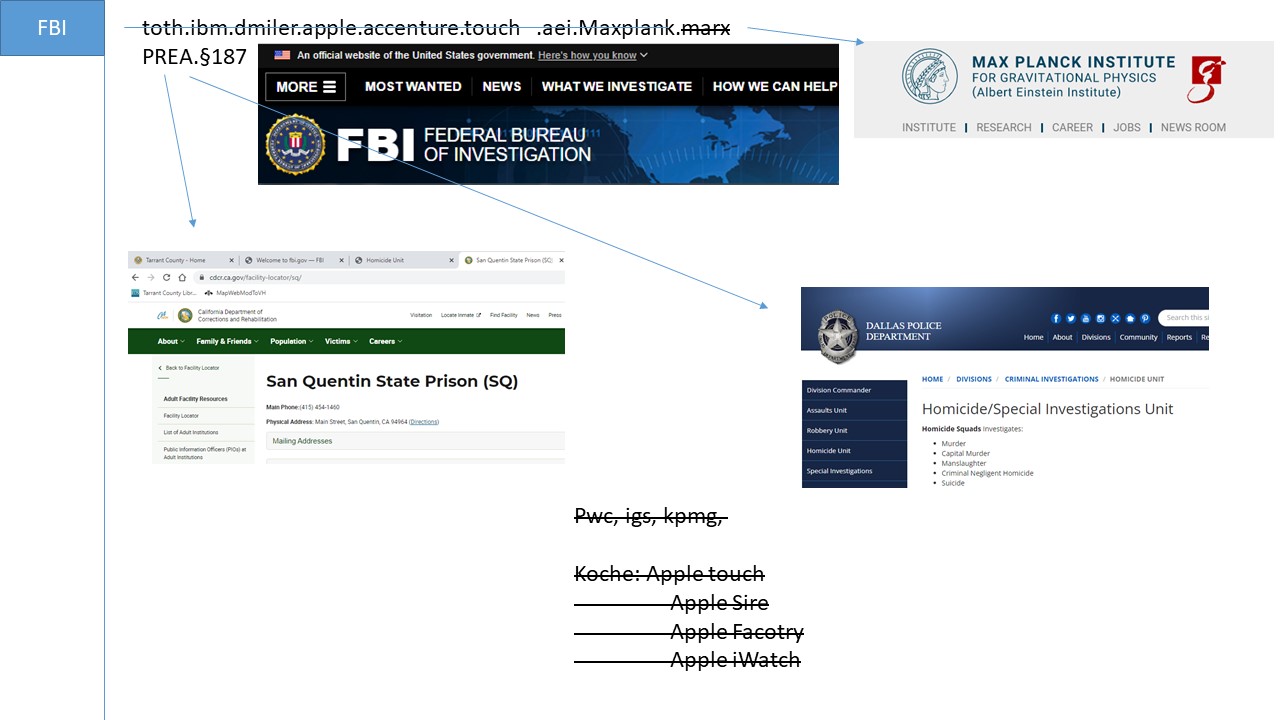 FBI
toth.ibm.dmiler.apple.accenture.touch .aei.Maxplank.marx
PREA.§187
An official website of the United States government. Here's how you know
MORE
MOST WANTED NEWS WHAT WE INVESTIGATE HOW WE CAN HELP
FBI FEDERAL BUREAU
OF INVESTIGATION
MAX PLANCK INSTITUTE
FOR GRAVITATIONAL PHYSICS
(Albert Einstein Institute)
INSTITUTE | RESEARCH | CAREER | JOBS | NEWS ROOM
Tarrant County - Home Welcome to fbi.gov — FBI Homicide Unit San Quentin State Prison (SQ)
cdcr.ca.gov/facility-locator/sq/
Tarrant County Libr... MapWebModToVH
California Department of
Corrections and Rehabilitation
Visitation Locate Inmate Find Facility News Press
About Family & Friends Population Victims Careers
Back to Facility Locator
Adult Facility Resources
Facility Locator
List of Adult Institutions
Public Information Officers (PIOs) at
Adult Institutions
San Quentin State Prison (SQ)
Main Phone:(415) 454-1460
Physical Address: Main Street, San Quentin, CA 94964 (Directions)
Mailing Addresses
DALLAS POLICE
DEPARTMENT
Search this si
Home About Divisions Community Reports Re
Division Commander
Assaults Unit
Robbery Unit
Homicide Unit
Special Investigations
HOME / DIVISIONS / CRIMINAL INVESTIGATIONS / HOMICIDE UNIT
Homicide/Special Investigations Unit
Homicide Squads Investigates:
Murder
Capital Murder
Manslaughter
Criminal Negligent Homicide
Suicide
Pwc, igs, kpmg,
Koche: Apple touch
Apple Sire
Apple Facotry
Apple iWatch